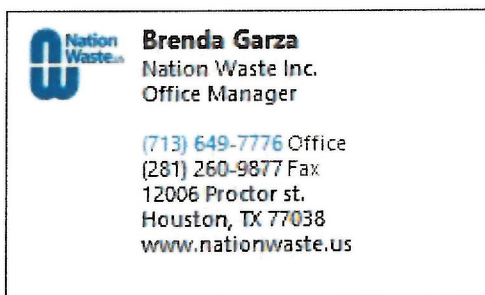 Nation
Waste.us
Brenda Garza
Nation Waste Inc.
Office Manager
(713) 649-7776 Office
(281) 260-9877 Fax
12006 Proctor st.
Houston, TX 77038
www.nationwaste.us